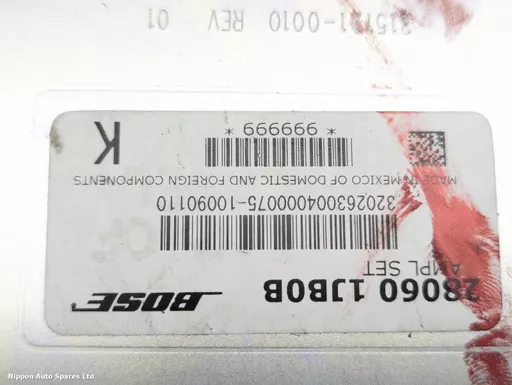 315121-0010 REV 01
BOSE
28060 1JB0B
AMPL SET
3202630040000075-10090110
MADE IN MEXICO OF DOMESTIC AND FOREIGN COMPONENTS
* 999999 *
K
Nippon Auto Spares Ltd